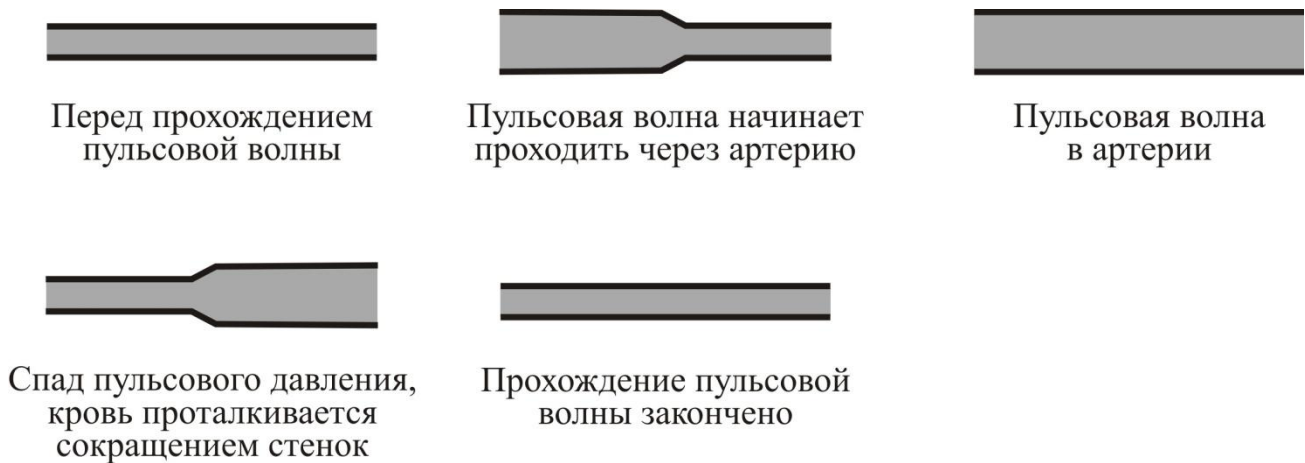 Перед прохождением
пульсовой волны
Пульсовая волна начинает
проходить через артерию
Пульсовая волна
в артерии
Спад пульсового давления,
кровь проталкивается
сокращением стенок
Прохождение пульсовой
волны закончено